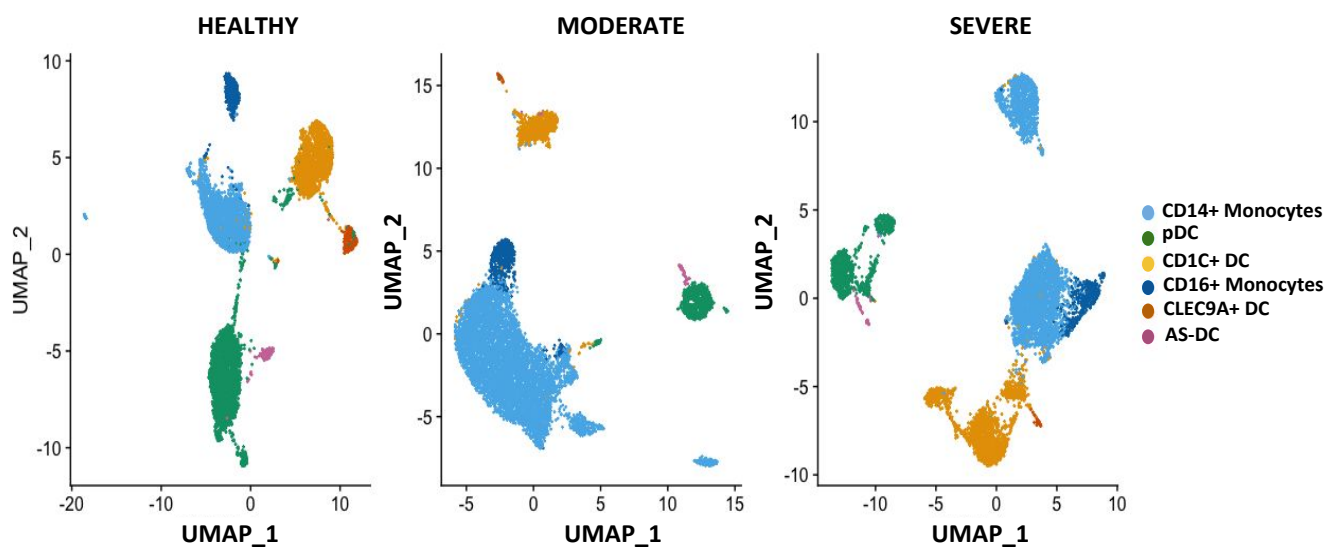 HEALTHY
MODERATE
SEVERE
10
5
0
-5
-10
UMAP_2
-20
-10
0
10
UMAP_1
15
10
5
0
-5
UMAP_2
-5
0
5
10
15
UMAP_1
10
5
0
-5
-10
UMAP_2
-10
-5
0
5
10
UMAP_1
CD14+ Monocytes
pDC
CD1C+ DC
CD16+ Monocytes
CLEC9A+ DC
AS-DC